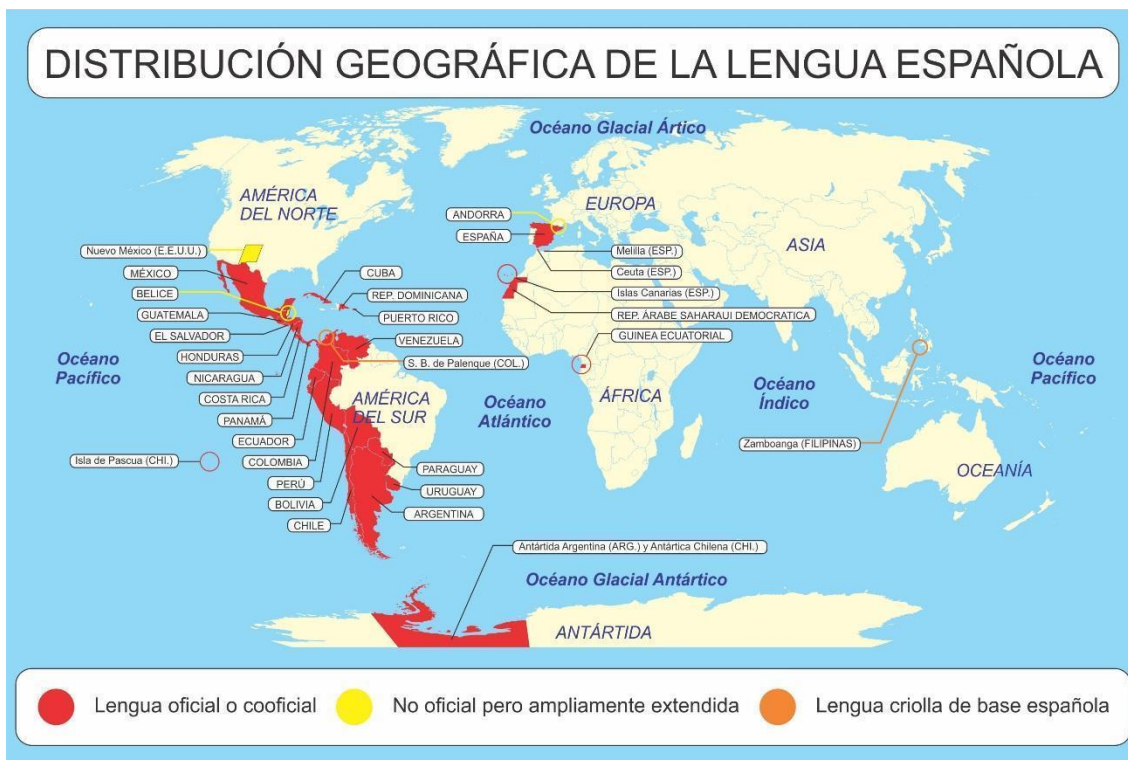 DISTRIBUCIÓN GEOGRÁFICA DE LA LENGUA ESPAÑOLA
Océano Glacial Ártico
AMÉRICA
DEL NORTE
EUROPA
ASIA
ANDORRA
ESPAÑA
Nuevo México (E.E.U.U.)
Melilla (ESP.)
MÉXICO
CUBA
Ceuta (ESP.)
BELICE
REP. DOMINICANA
Islas Canarias (ESP.)
GUATEMALA
PUERTO RICO
REP. ÁRABE SAHARAUI DEMOCRATICA
EL SALVADOR
VENEZUELA
GUINEA ECUATORIAL
HONDURAS
S. B. de Palenque (COL.)
NICARAGUA
Océano
Pacífico
COSTA RICA
AMÉRICA
DEL SUR
Océano
Atlántico
ÁFRICA
Océano
Índico
Océano
Pacífico
PANAMÁ
ECUADOR
Zamboanga (FILIPINAS)
Isla de Pascua (CHI.)
COLOMBIA
PARAGUAY
OCEANÍA
PERÚ
URUGUAY
BOLIVIA
ARGENTINA
CHILE
Antártida Argentina (ARG.) y Antártica Chilena (CHI.)
Océano Glacial Antártico
ANTÁRTIDA
Lengua oficial o cooficial
No oficial pero ampliamente extendida
Lengua criolla de base española